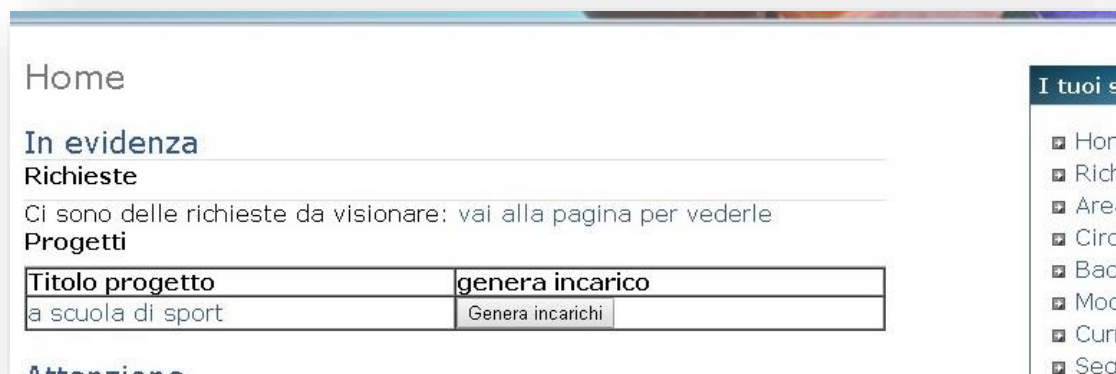 Home
In evidenza
Richieste
Ci sono delle richieste da visionare: vai alla pagina per vederle
Progetti
Titolo progetto genera incarico
a scuola di sport Genera incarichi
I tuoi